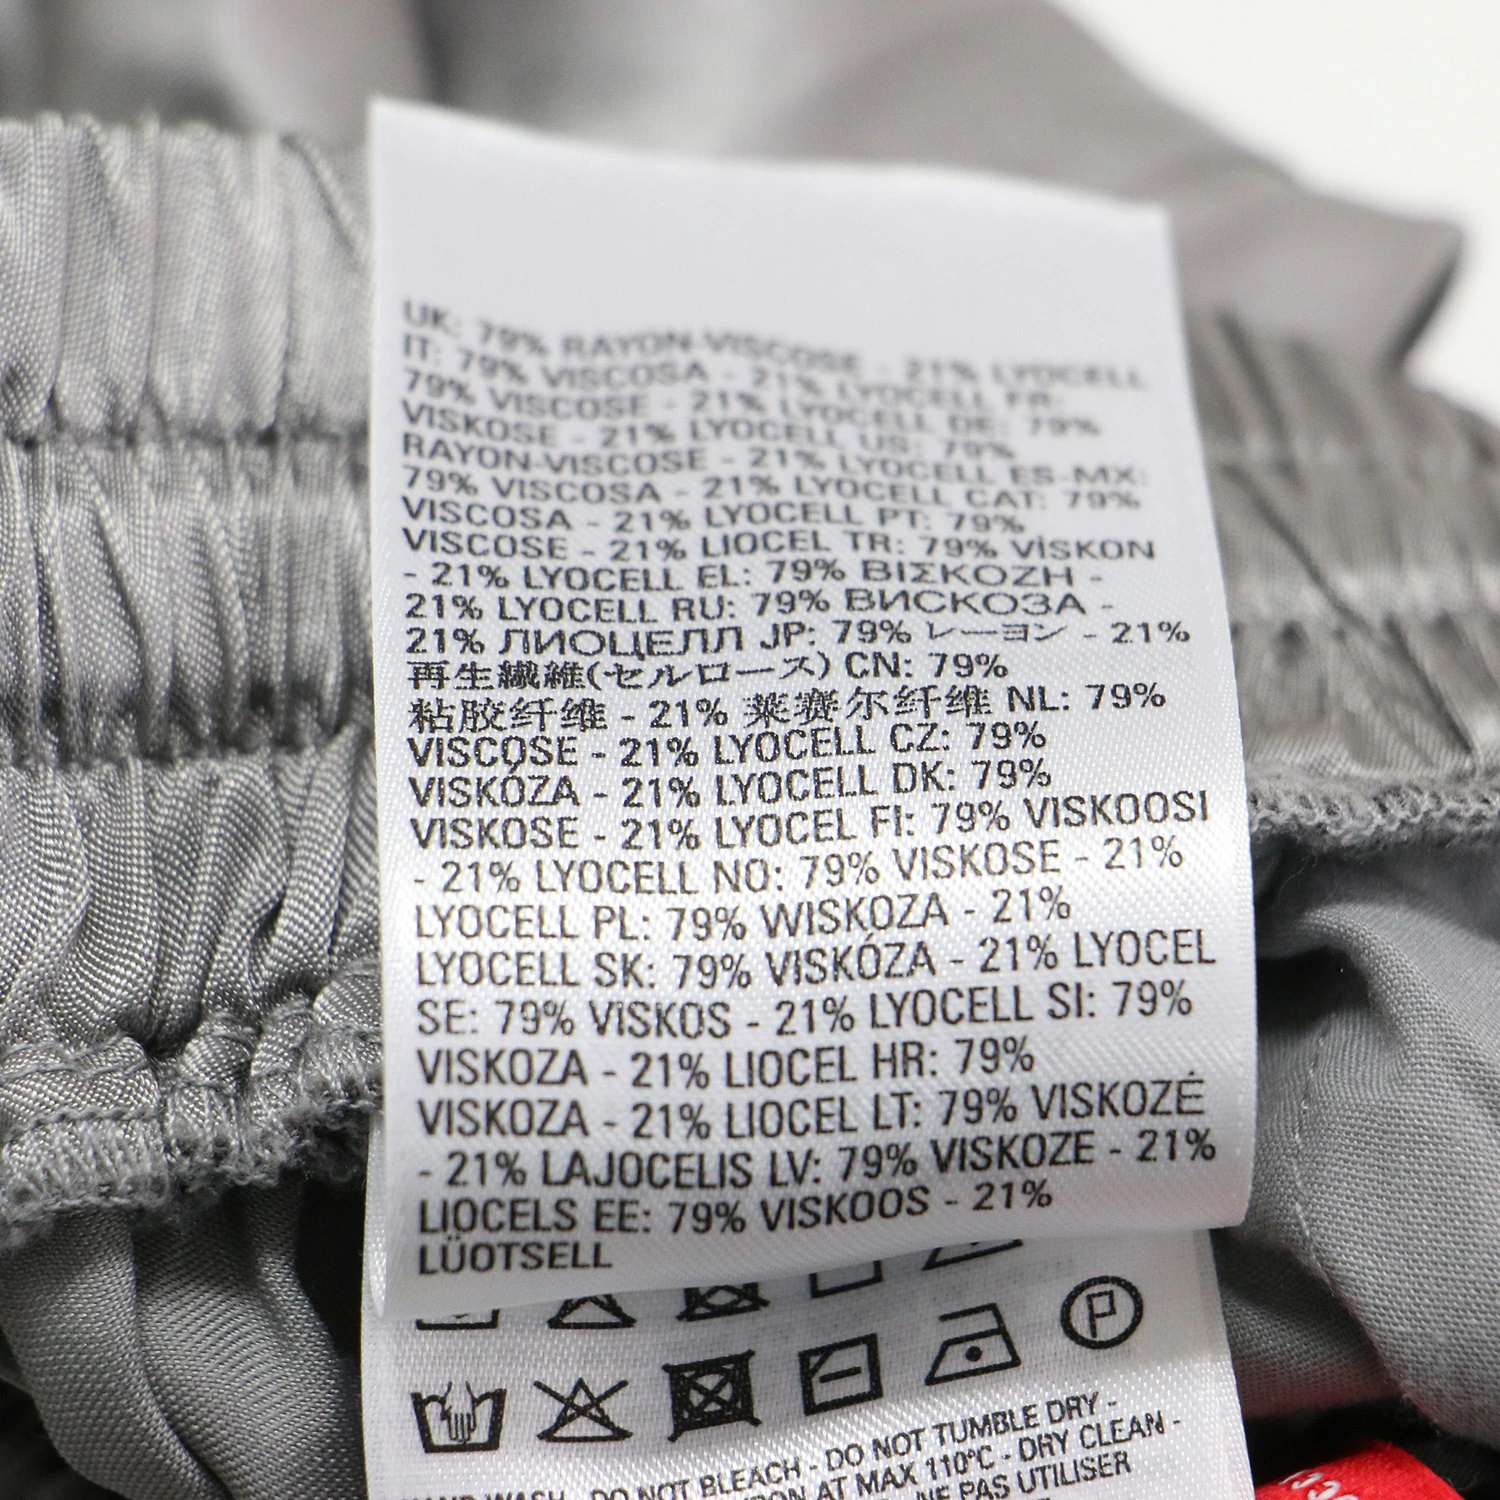 UK: 79% RAYON-VISCOSE - 21% LYOCELL
IT: 79% VISCOSA - 21% LYOCELL FR:
79% VISCOSE - 21% LYOCELL DE: 79%
VISKOSE - 21% LYOCELL US: 79%
RAYON-VISCOSE - 21% LYOCELL ES-MX:
79% VISCOSA - 21% LYOCELL CAT: 79%
VISCOSA - 21% LYOCELL PT: 79%
VISCOSE - 21% LIOCEL TR: 79% VİSKON
- 21% LYOCELL EL: 79% ΒΙΣΚΟΖΗ -
21% LYOCELL RU: 79% ВИСКОЗА -
21% ЛИОЦЕЛЛ JP: 79% レーヨン - 21%
再生繊維(セルロース) CN: 79%
粘胶纤维 - 21% 莱赛尔纤维 NL: 79%
VISCOSE - 21% LYOCELL CZ: 79%
VISKÓZA - 21% LYOCELL DK: 79%
VISKOSE - 21% LYOCEL FI: 79% VISKOOSI
- 21% LYOCELL NO: 79% VISKOSE - 21%
LYOCELL PL: 79% WISKOZA - 21%
LYOCELL SK: 79% VISKÓZA - 21% LYOCEL
SE: 79% VISKOS - 21% LYOCELL SI: 79%
VISKOZA - 21% LIOCEL HR: 79%
VISKOZA - 21% LIOCEL LT: 79% VISKOZĖ
- 21% LAJOCELIS LV: 79% VISKOZE - 21%
LIOCELS EE: 79% VISKOOS - 21%
LÜOTSELL
P
HAND WASH - DO NOT BLEACH - DO NOT TUMBLE DRY -
IRON AT MAX 110°C - DRY CLEAN -
NE PAS UTILISER